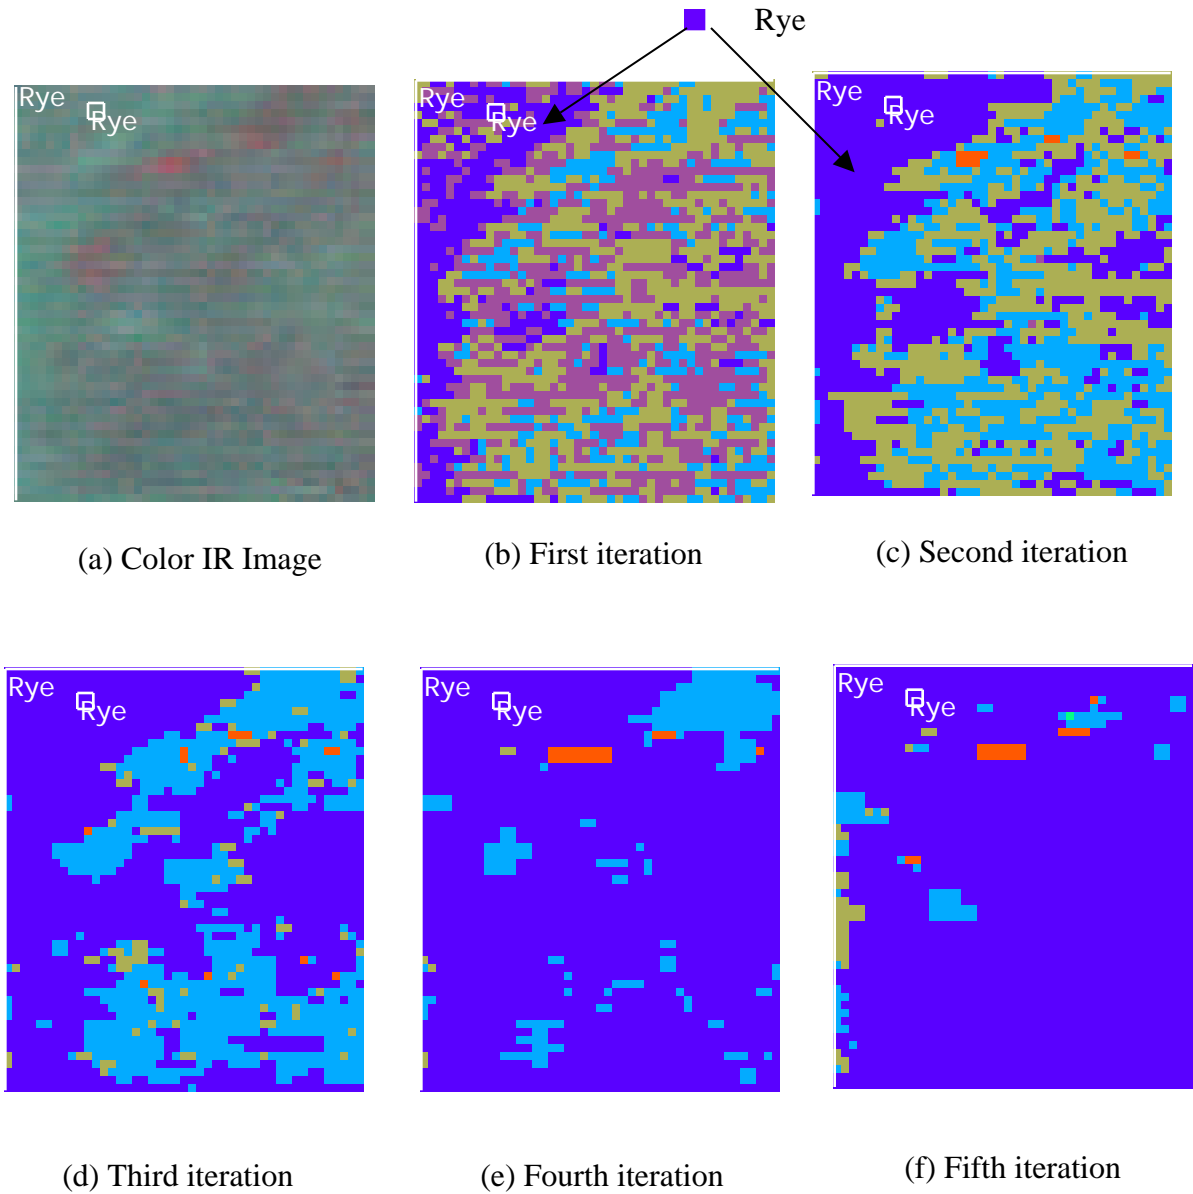 Rye
Rye
Rye
Rye
Rye
Rye
Rye
(a) Color IR Image
(b) First iteration
(c) Second iteration
Rye
Rye
Rye
Rye
Rye
Rye
(d) Third iteration
(e) Fourth iteration
(f) Fifth iteration